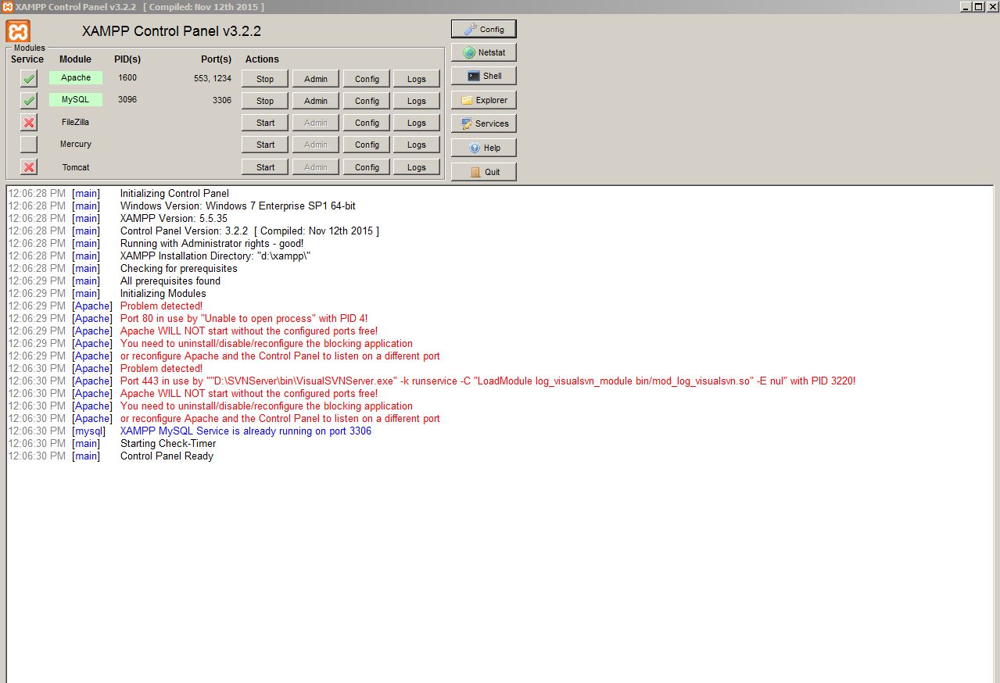 XAMPP Control Panel v3.2.2 [ Compiled: Nov 12th 2015 ]
XAMPP Control Panel v3.2.2
Config
Modules
Service Module PID(s) Port(s) Actions
Netstat
Apache 1600 553, 1234 Stop Admin Config Logs
Shell
MySQL 3096 3306 Stop Admin Config Logs
Explorer
FileZilla Start Admin Config Logs
Services
Mercury Start Admin Config Logs
Help
Tomcat Start Admin Config Logs
Quit
12:06:28 PM [main] Initializing Control Panel
12:06:28 PM [main] Windows Version: Windows 7 Enterprise SP1 64-bit
12:06:28 PM [main] XAMPP Version: 5.5.35
12:06:28 PM [main] Control Panel Version: 3.2.2 [ Compiled: Nov 12th 2015 ]
12:06:28 PM [main] Running with Administrator rights - good!
12:06:28 PM [main] XAMPP Installation Directory: "d:\xampp\"
12:06:28 PM [main] Checking for prerequisites
12:06:29 PM [main] All prerequisites found
12:06:29 PM [main] Initializing Modules
12:06:29 PM [Apache] Problem detected!
12:06:29 PM [Apache] Port 80 in use by "Unable to open process" with PID 4!
12:06:29 PM [Apache] Apache WILL NOT start without the configured ports free!
12:06:29 PM [Apache] You need to uninstall/disable/reconfigure the blocking application
12:06:29 PM [Apache] or reconfigure Apache and the Control Panel to listen on a different port
12:06:30 PM [Apache] Problem detected!
12:06:30 PM [Apache] Port 443 in use by ""D:\SVNServer\bin\VisualSVNServer.exe" -k runservice -C "LoadModule log_visualsvn_module bin/mod_log_visualsvn.so" -E nul" with PID 3220!
12:06:30 PM [Apache] Apache WILL NOT start without the configured ports free!
12:06:30 PM [Apache] You need to uninstall/disable/reconfigure the blocking application
12:06:30 PM [Apache] or reconfigure Apache and the Control Panel to listen on a different port
12:06:30 PM [mysql] XAMPP MySQL Service is already running on port 3306
12:06:30 PM [main] Starting Check-Timer
12:06:30 PM [main] Control Panel Ready